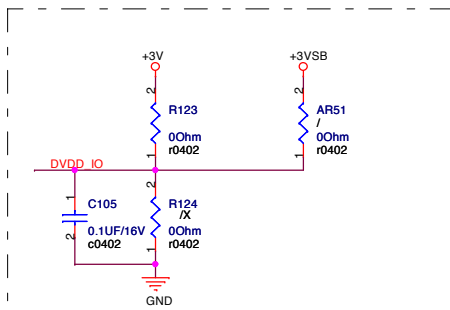 +3V
+3VSB
2
R123
0Ohm
r0402
1
2
AR51
/
0Ohm
r0402
1
DVDD_IO
1
C105
0.1UF/16V
c0402
2
2
R124
/X
0Ohm
r0402
1
GND